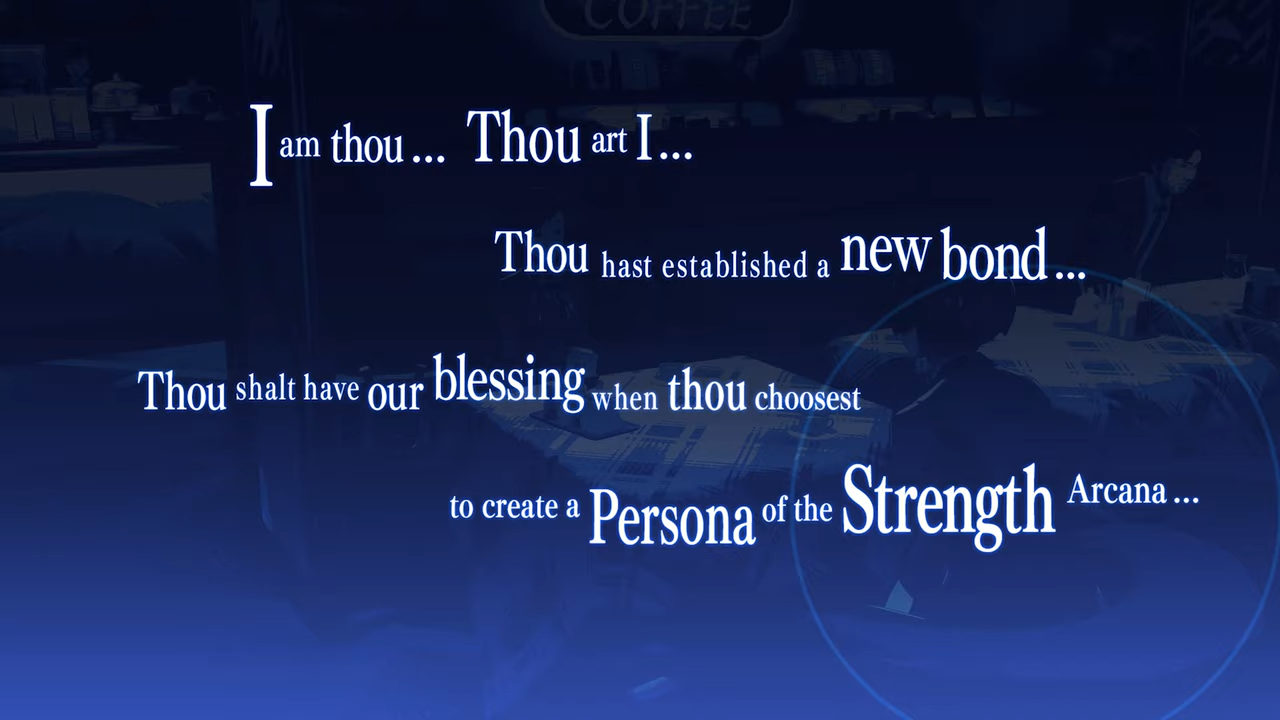 COFFEE
I am thou... Thou art I...
Thou hast established a new bond...
Thou shalt have our blessing when thou choosest
to create a Persona of the Strength Arcana...